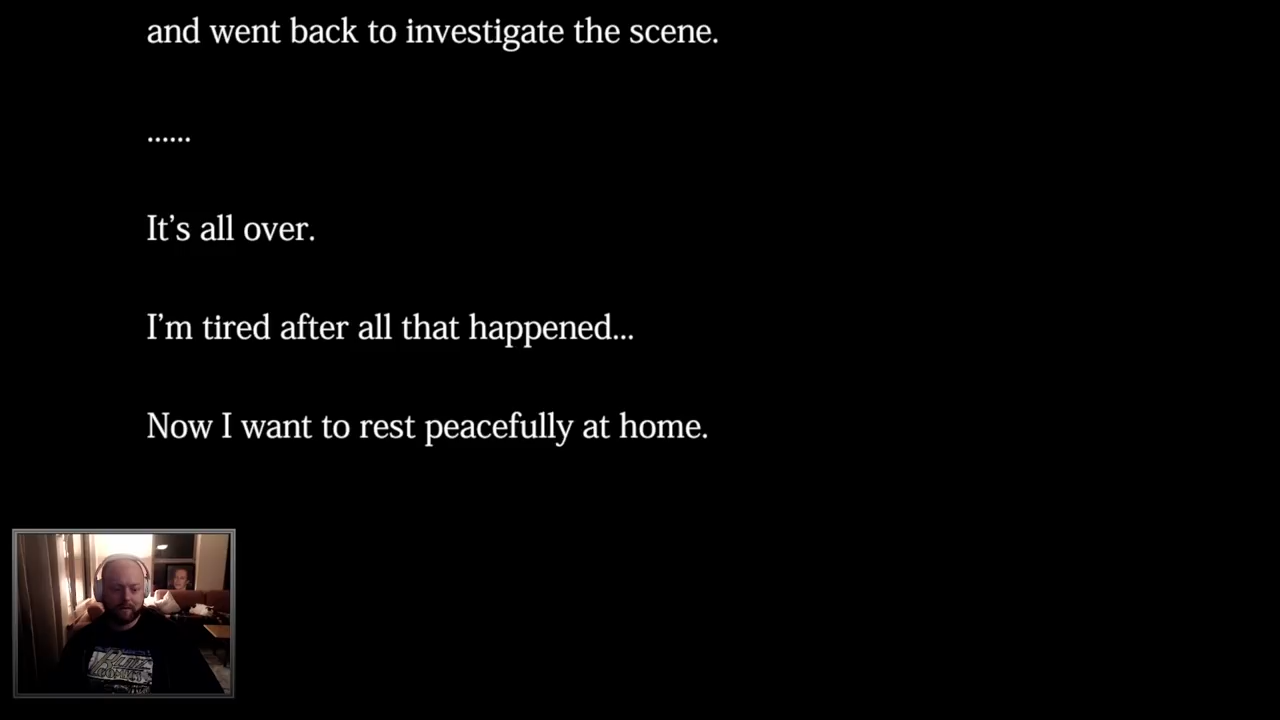 and went back to investigate the scene.
......
It's all over.
I'm tired after all that happened...
Now I want to rest peacefully at home.